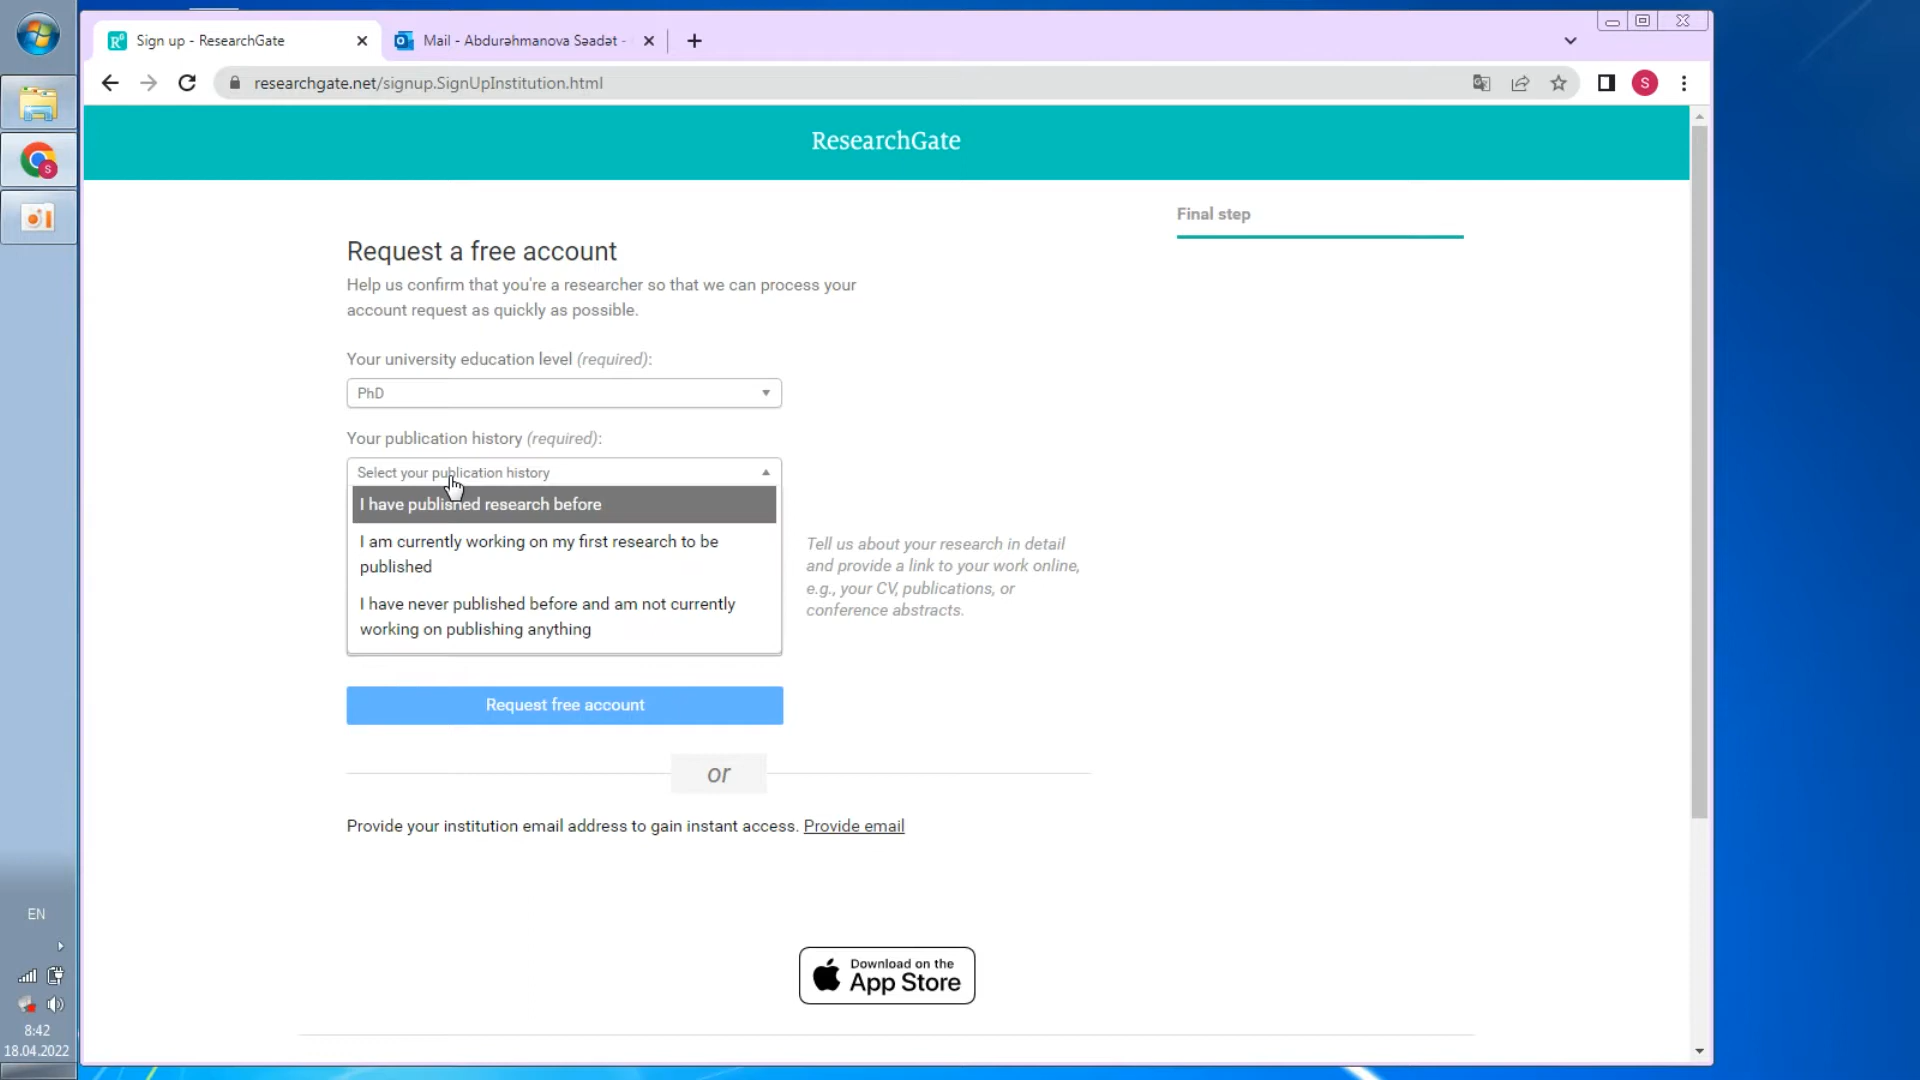 Sign up - ResearchGate
Mail - Abdurəhmanova Səadət -
researchgate.net/signup.SignUpInstitution.html
S
ResearchGate
Final step
Request a free account
Help us confirm that you're a researcher so that we can process your
account request as quickly as possible.
Your university education level (required):
PhD
Your publication history (required):
Select your publication history
I have published research before
I am currently working on my first research to be
published
I have never published before and am not currently
working on publishing anything
Tell us about your research in detail
and provide a link to your work online,
e.g., your CV, publications, or
conference abstracts.
Request free account
or
Provide your institution email address to gain instant access. Provide email
Download on the
App Store
EN
8:42
18.04.2022